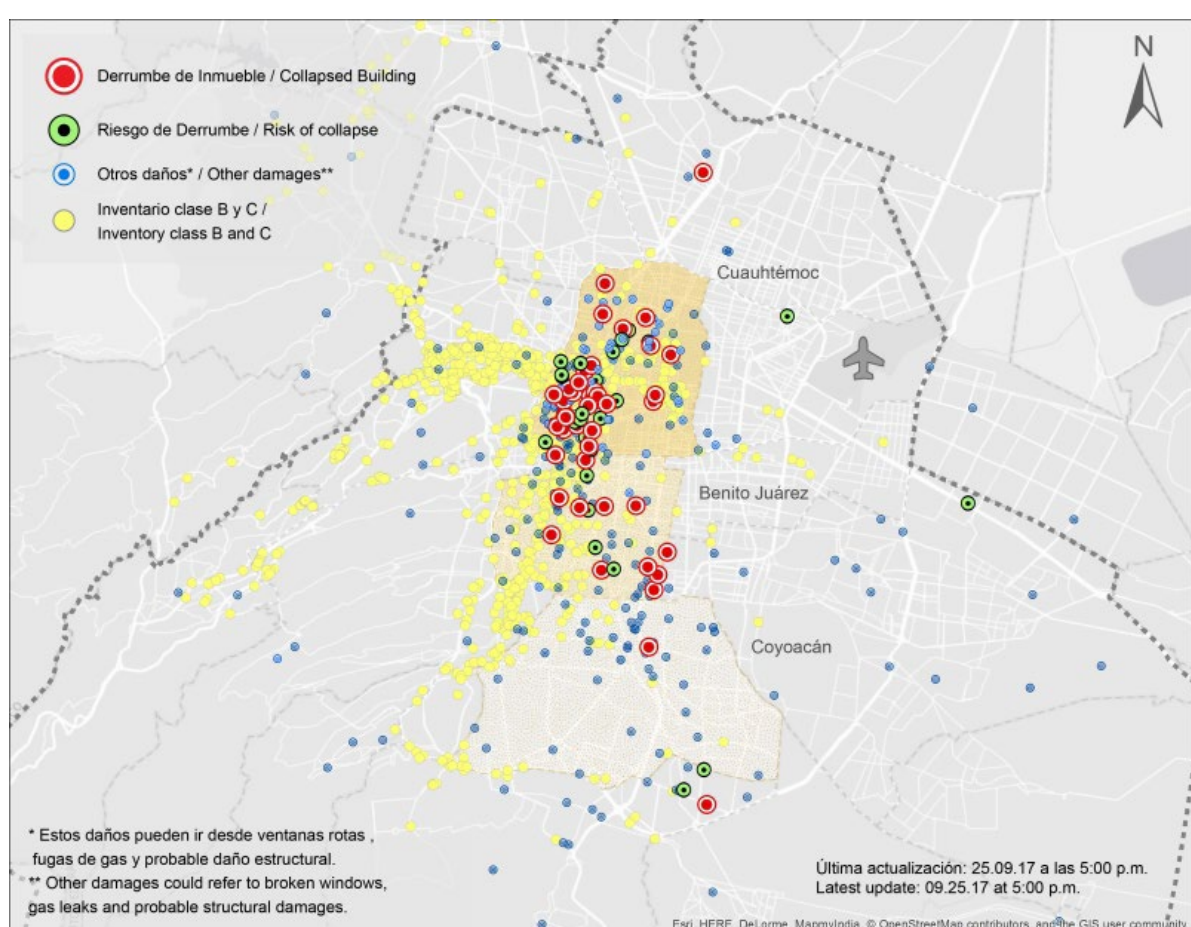 Derrumbe de Inmueble / Collapsed Building
Riesgo de Derrumbe / Risk of collapse
Otros daños* / Other damages**
Inventario clase B y C /
Inventory class B and C
N
Cuauhtémoc
Benito Juárez
Coyoacán
* Estos daños pueden ir desde ventanas rotas ,
fugas de gas y probable daño estructural.
** Other damages could refer to broken windows,
gas leaks and probable structural damages.
Última actualización: 25.09.17 a las 5:00 p.m.
Latest update: 09.25.17 at 5:00 p.m.
Esri, HERE, DeLorme, MapmyIndia, © OpenStreetMap contributors, and the GIS user community